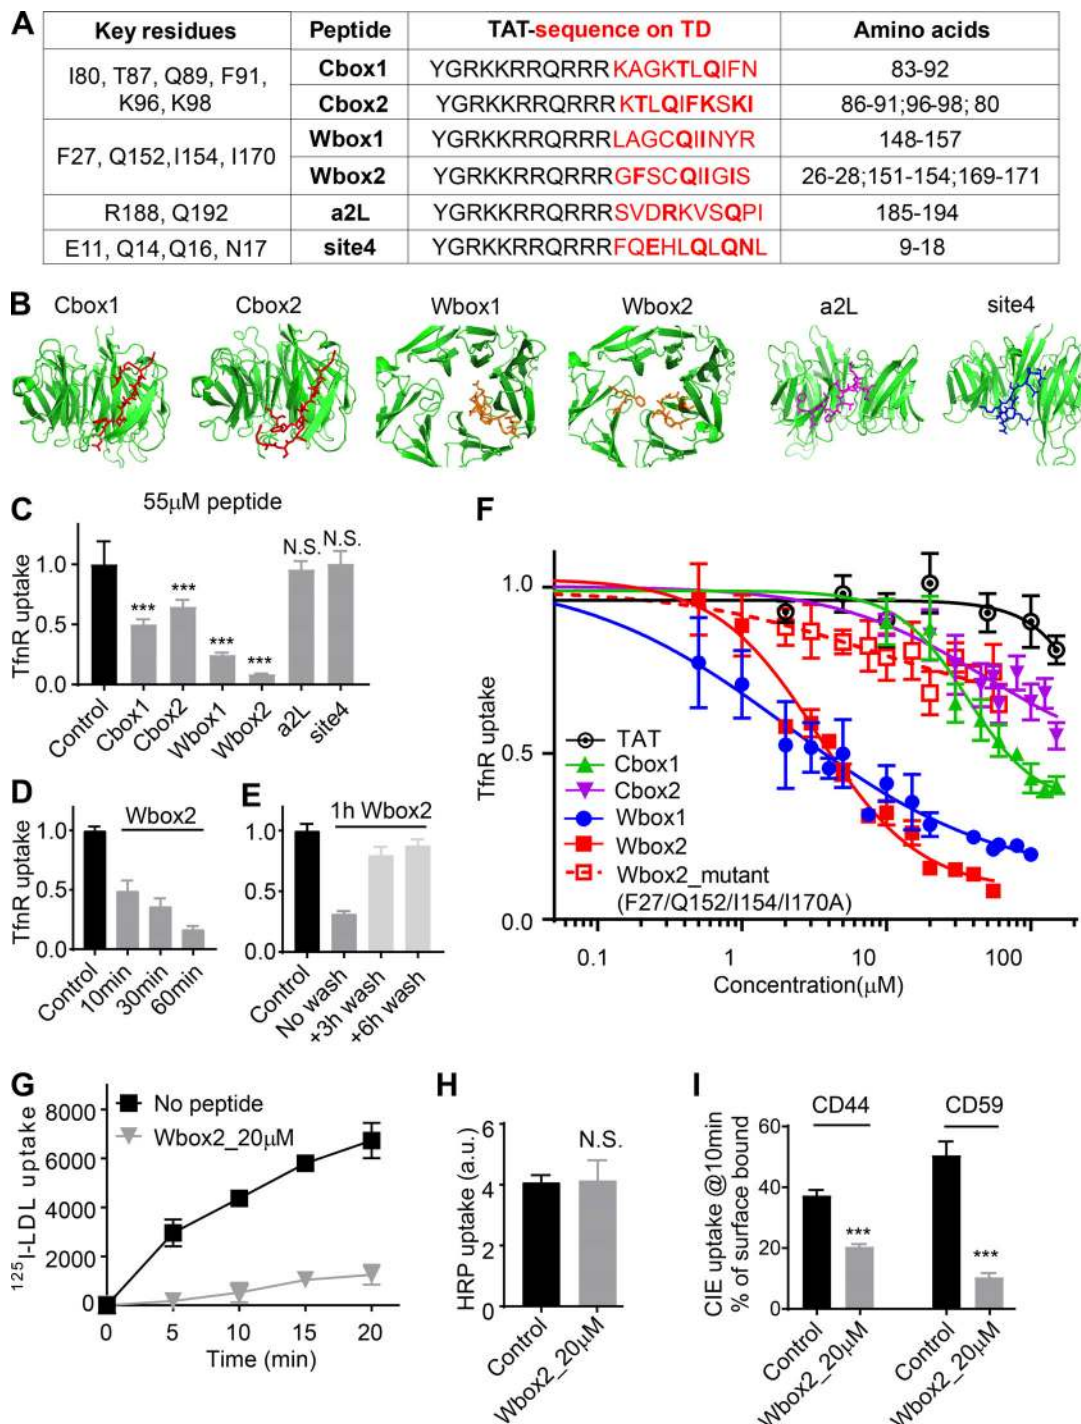 A
Key residues Peptide TAT-sequence on TD Amino acids
I80, T87, Q89, F91, K96, K98
Cbox1 YGRKKRRQRRRKAGKTLQIFN 83-92
Cbox2 YGRKKRRQRRRKTLQIFKSKI 86-91;96-98; 80
F27, Q152,I154, I170
Wbox1 YGRKKRRQRRRLAGCQIINYR 148-157
Wbox2 YGRKKRRQRRRGFSCQIIGIS 26-28;151-154;169-171
R188, Q192 a2L YGRKKRRQRRRSVDRKVSQPI 185-194
E11, Q14,Q16, N17 site4 YGRKKRRQRRRFQEHLQLQNL 9-18
B
Cbox1 Cbox2 Wbox1 Wbox2 a2L site4
C
55μM peptide
TfnR uptake
1.0
0.5
0.0
*** *** *** *** N.S. N.S.
Control Cbox1 Cbox2 Wbox1 Wbox2 a2L site4
D
Wbox2
TfnR uptake
1.0
0.5
0.0
Control 10min 30min 60min
E
1h Wbox2
1.0
0.5
0.0
Control No wash +3h wash +6h wash
F
TfnR uptake
1.0
0.5
0.0
TAT
Cbox1
Cbox2
Wbox1
Wbox2
Wbox2_mutant
(F27/Q152/I154/I170A)
0.1 1 10 100
Concentration(μM)
G
125I-LDL uptake
8000
6000
4000
2000
0
No peptide
Wbox2_20μM
0 5 10 15 20
Time (min)
H
HRP uptake (a.u.)
6
4
2
0
N.S.
Control Wbox2_20μM
I
CIE uptake @10min
% of surface bound
60
40
20
0
CD44 CD59
*** ***
Control Wbox2_20μM Control Wbox2_20μM